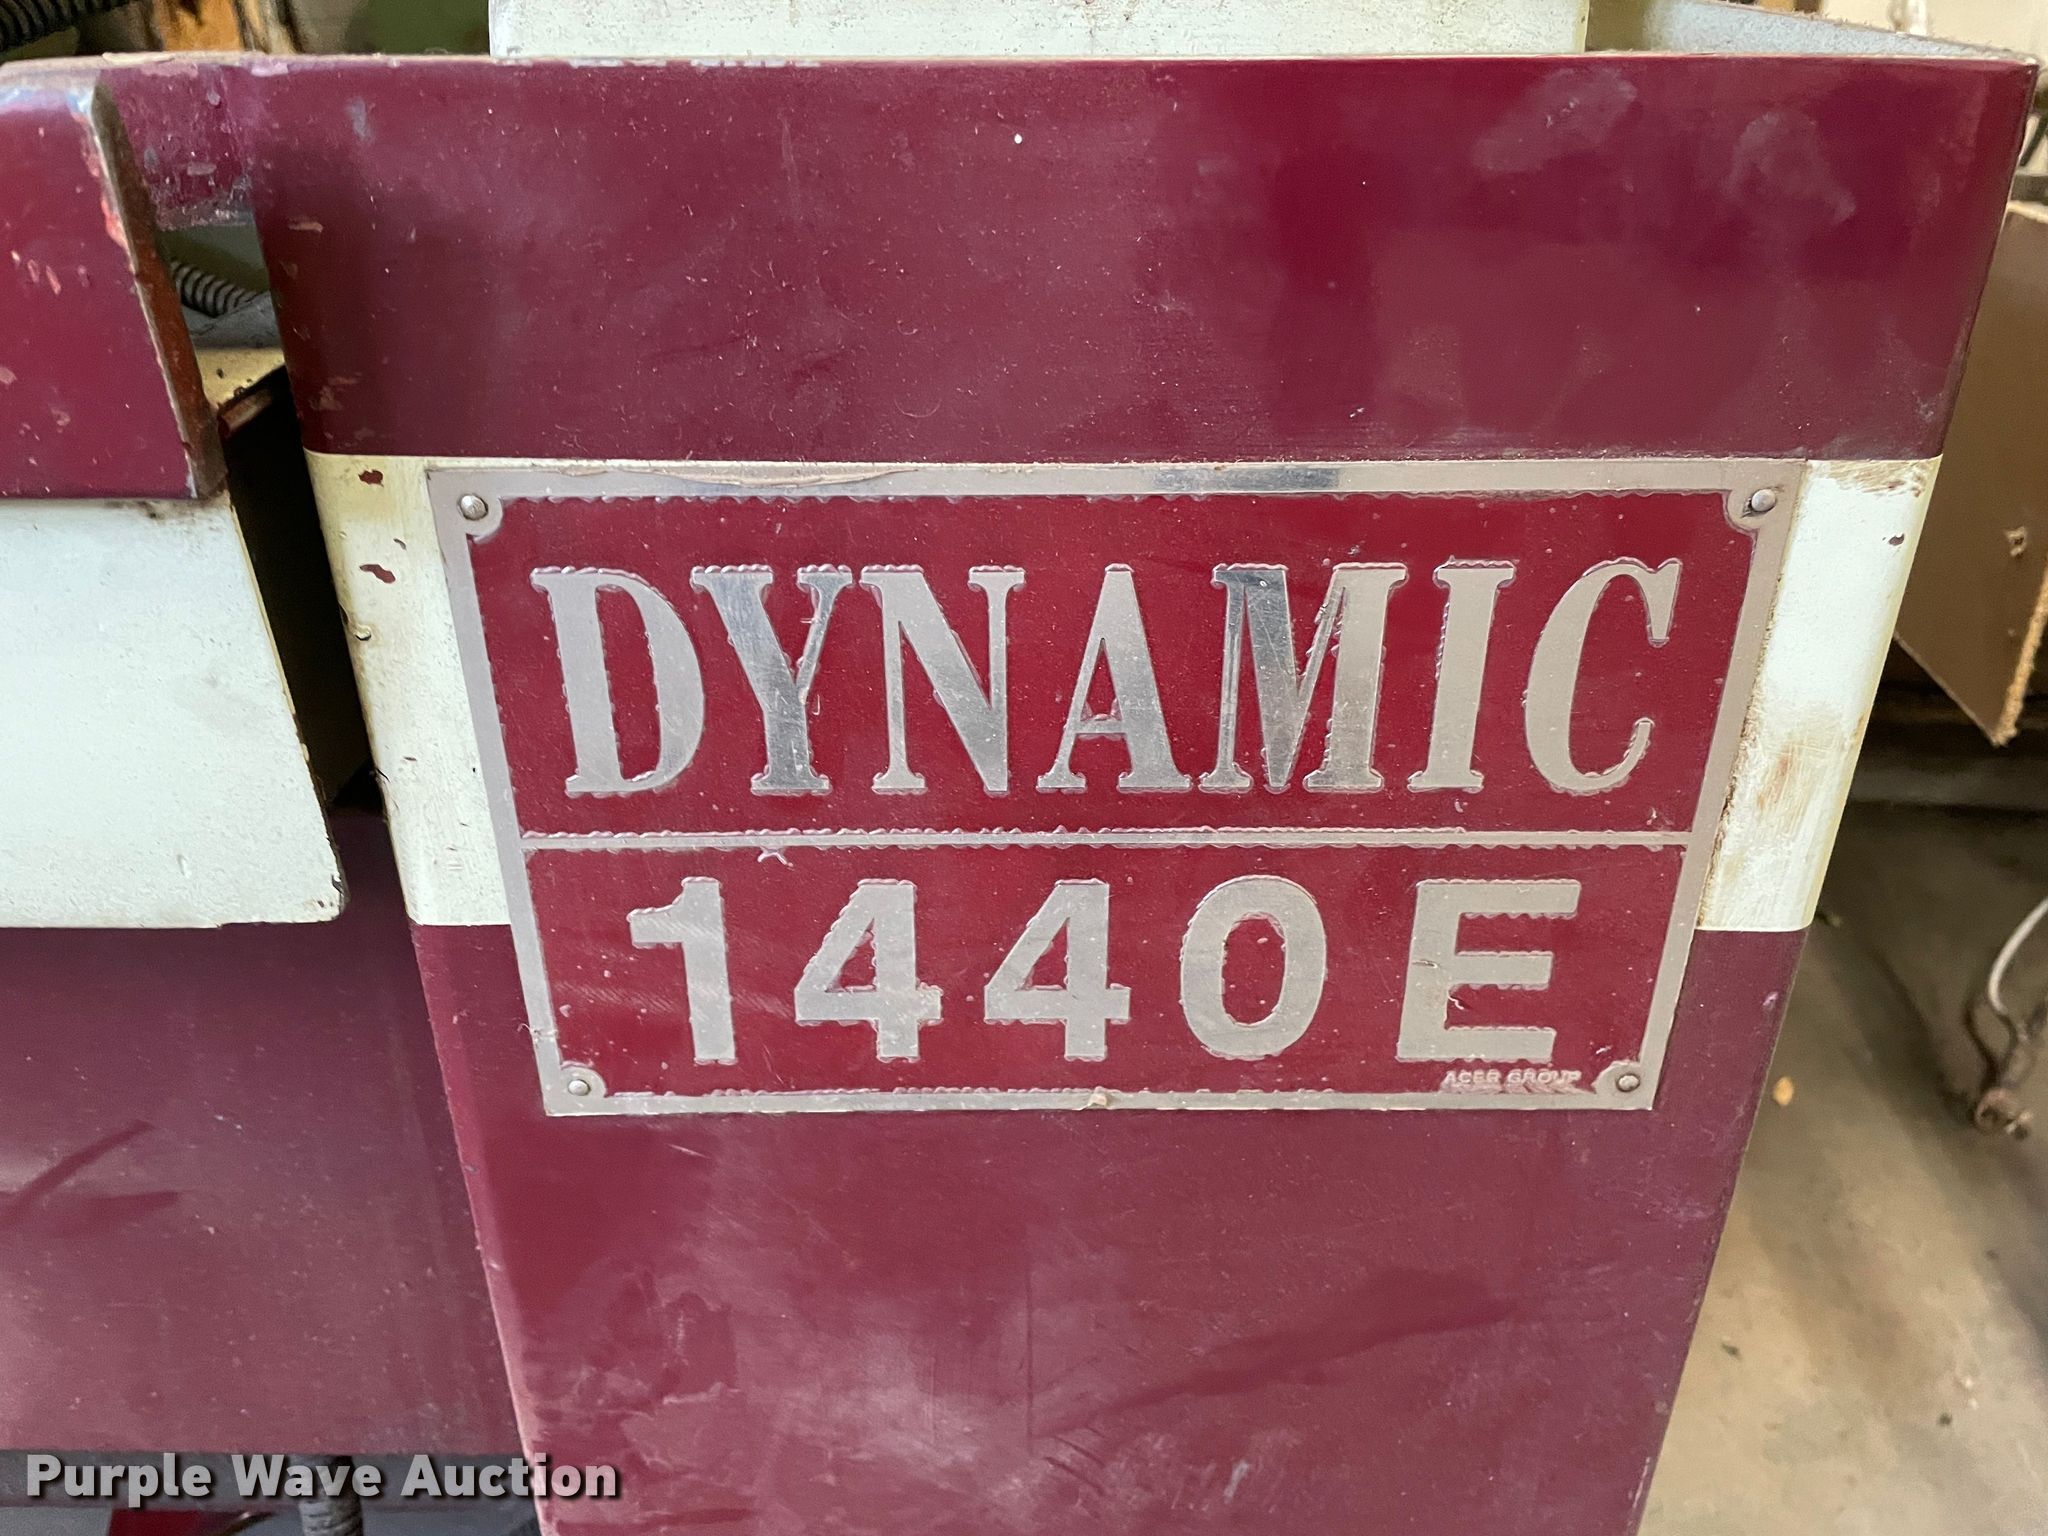 DYNAMIC
1440E
ACER GROUP
Purple Wave Auction